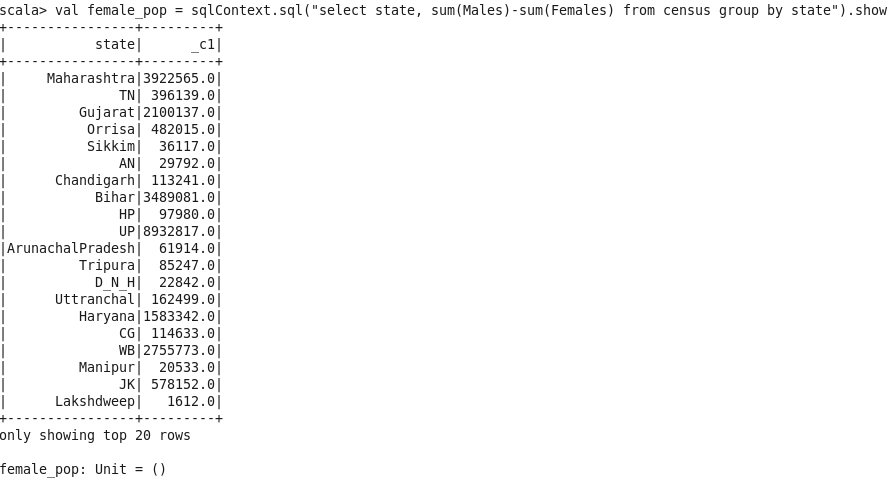 scala> val female_pop = sqlContext.sql("select state, sum(Males)-sum(Females) from census group by state").show
+----------------+---------+
|           state|      _c1|
+----------------+---------+
|     Maharashtra|3922565.0|
|              TN| 396139.0|
|         Gujarat|2100137.0|
|          Orrisa| 482015.0|
|          Sikkim|  36117.0|
|              AN|  29792.0|
|      Chandigarh| 113241.0|
|           Bihar|3489081.0|
|              HP|  97980.0|
|              UP|8932817.0|
|ArunachalPradesh|  61914.0|
|         Tripura|  85247.0|
|           D_N_H|  22842.0|
|      Uttranchal| 162499.0|
|         Haryana|1583342.0|
|              CG| 114633.0|
|              WB|2755773.0|
|         Manipur|  20533.0|
|              JK| 578152.0|
|      Lakshdweep|   1612.0|
+----------------+---------+
only showing top 20 rows

female_pop: Unit = ()